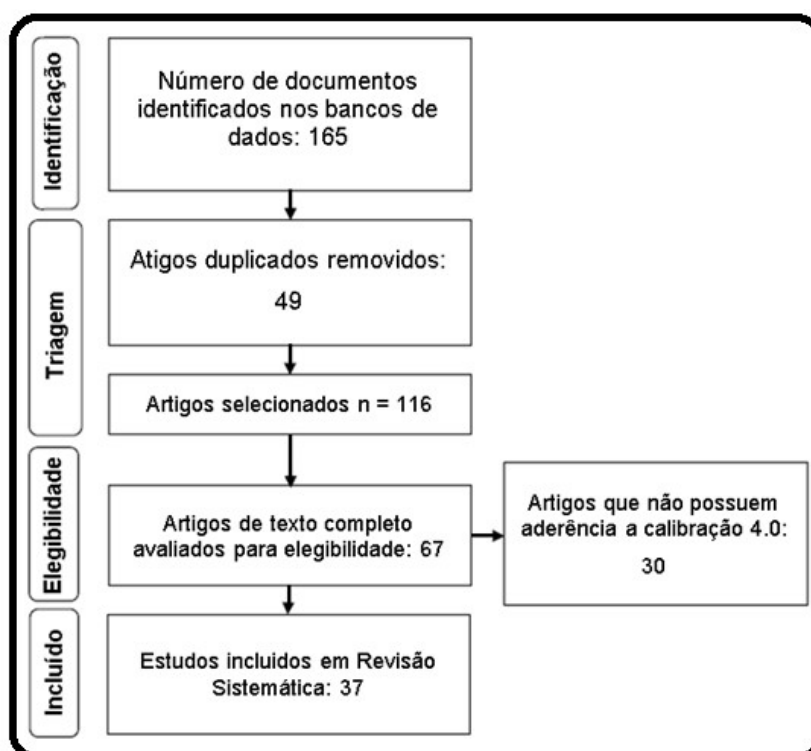 Identificação
Número de documentos
identificados nos bancos de
dados: 165
Triagem
Atigos duplicados removidos:
49
Artigos selecionados n = 116
Elegibilidade
Artigos de texto completo
avaliados para elegibilidade: 67
Artigos que não possuem
aderência a calibração 4.0:
30
Incluído
Estudos incluidos em Revisão
Sistemática: 37